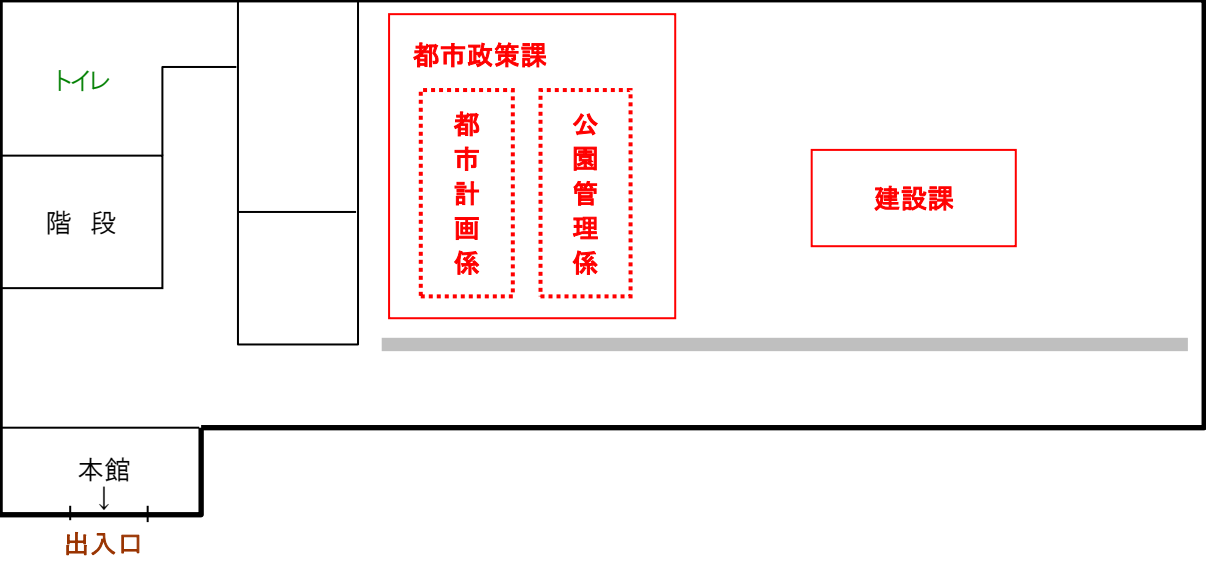 トイレ
階 段
都市政策課
都市計画係
公園管理係
建設課
本館
↓
出入口